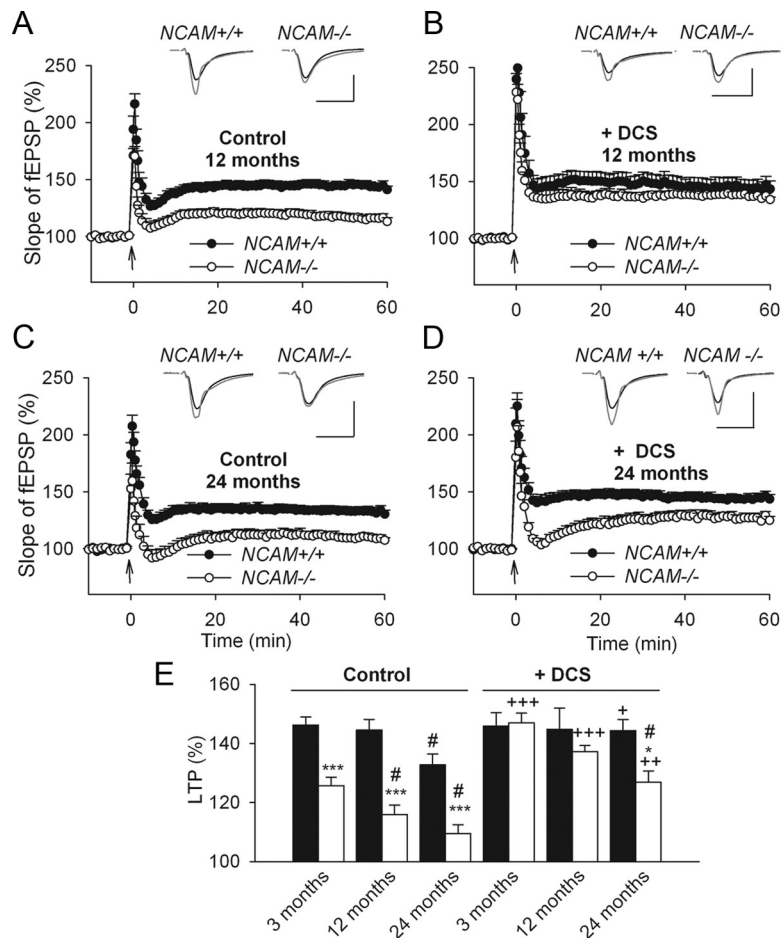 A
NCAM+/+ NCAM-/-
Slope of fEPSP (%)
250
200
150
100
Control
12 months
NCAM+/+
NCAM-/-
0 20 40 60
B
NCAM+/+ NCAM-/-
250
200
150
100
+ DCS
12 months
NCAM+/+
NCAM-/-
0 20 40 60
C
NCAM+/+ NCAM-/-
Slope of fEPSP (%)
250
200
150
100
Control
24 months
NCAM+/+
NCAM-/-
0 20 40 60
Time (min)
D
NCAM +/+ NCAM -/-
250
200
150
100
+ DCS
24 months
NCAM+/+
NCAM-/-
0 20 40 60
Time (min)
E
Control + DCS
LTP (%)
160
140
120
100
***
#
***
#
#
***
+++
+++
+
#
*
++
3 months
12 months
24 months
3 months
12 months
24 months